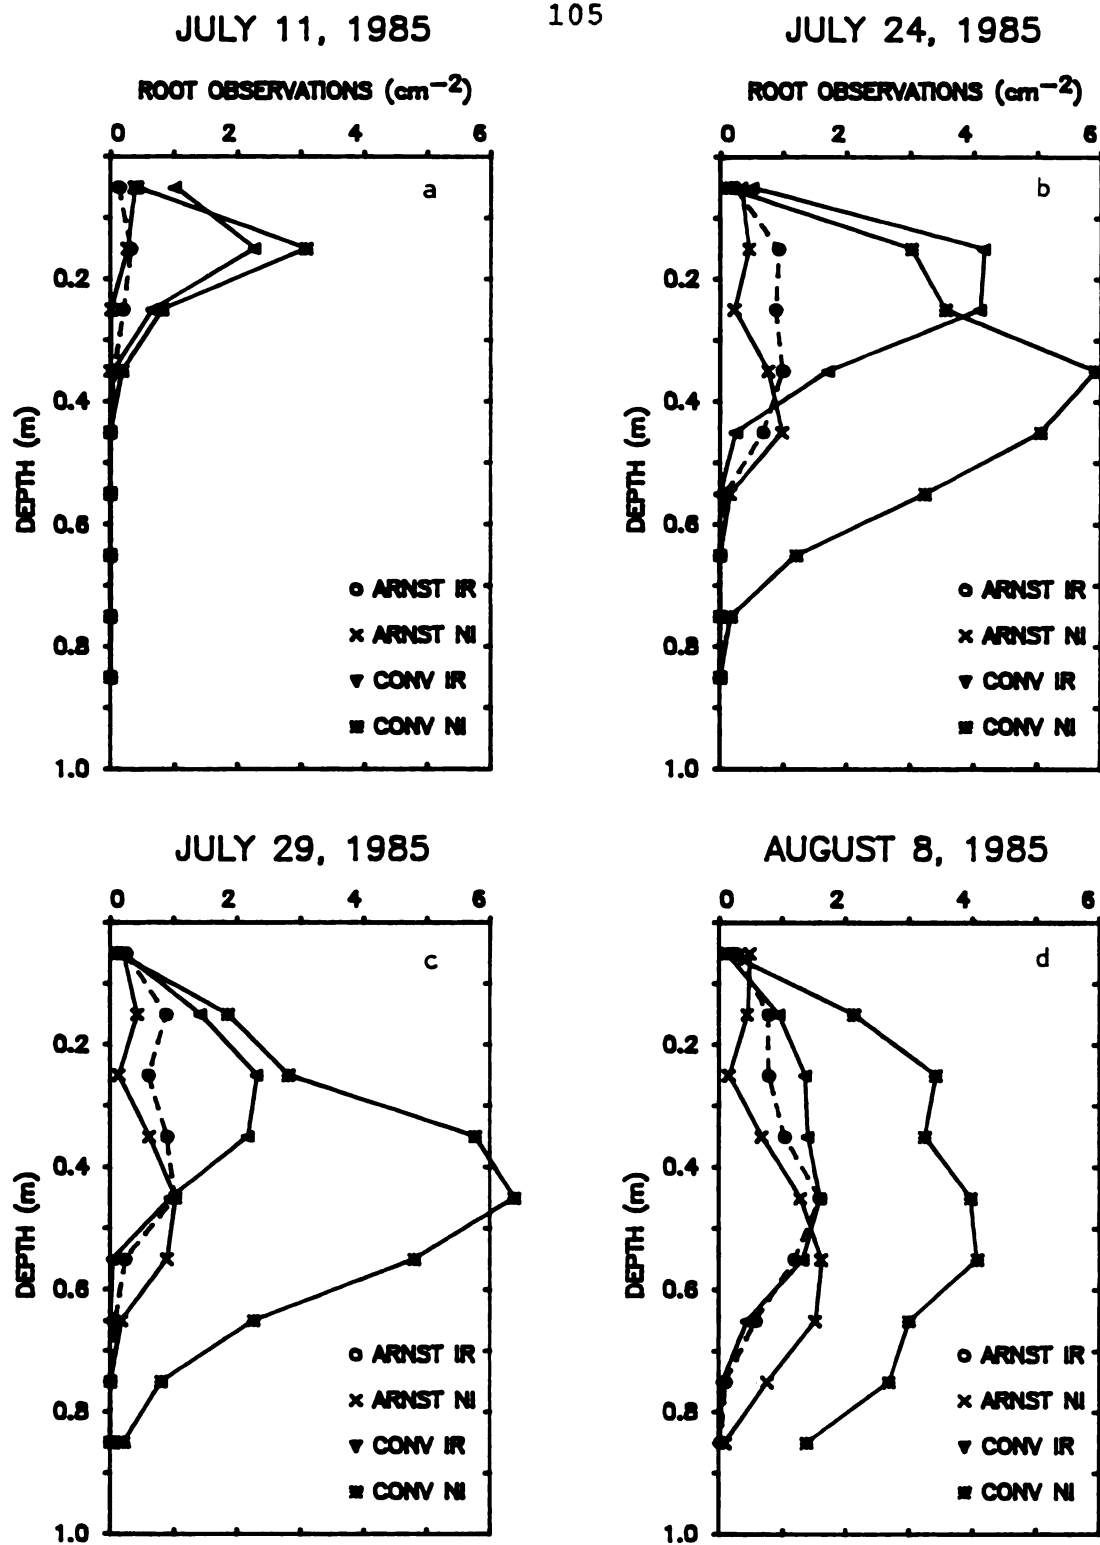 105
JULY 11, 1985
ROOT OBSERVATIONS (cm⁻²)
0 2 4 6
a
0.2
0.4
0.6
0.8
1.0
DEPTH (m)
ARNST IR
ARNST NI
CONV IR
CONV NI
JULY 24, 1985
ROOT OBSERVATIONS (cm⁻²)
0 2 4 6
b
0.2
0.4
0.6
0.8
1.0
DEPTH (m)
ARNST IR
ARNST NI
CONV IR
CONV NI
JULY 29, 1985
0 2 4 6
c
0.2
0.4
0.6
0.8
1.0
DEPTH (m)
ARNST IR
ARNST NI
CONV IR
CONV NI
AUGUST 8, 1985
0 2 4 6
d
0.2
0.4
0.6
0.8
1.0
DEPTH (m)
ARNST IR
ARNST NI
CONV IR
CONV NI